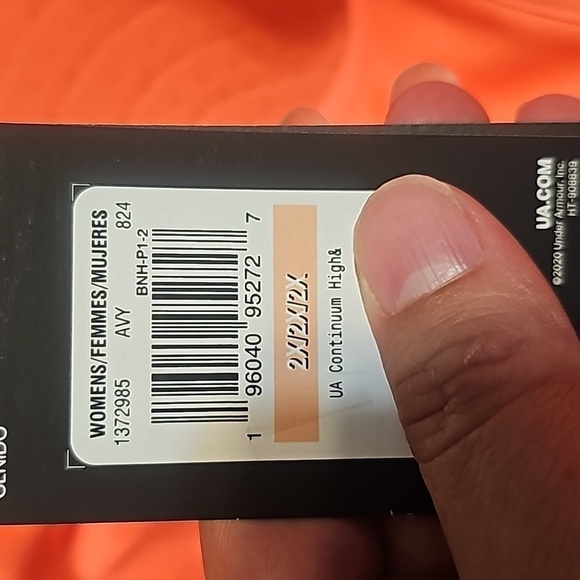 WOMENS/FEMMES/MUJERES
1372985 AVY 824
BNH-P1-2
1 96040 95272 7
2X/2X/2X
UA Continuum High&
UA.COM
©2020 Under Armour, Inc.
HT-908839